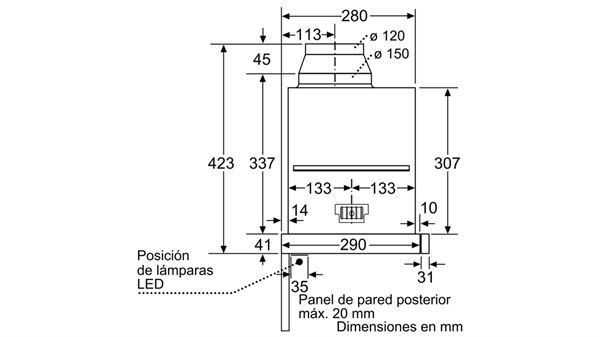 280
113
ø 120
ø 150
45
423
337
307
133
133
14
10
41
290
31
35
Posición
de lámparas
LED
Panel de pared posterior
máx. 20 mm
Dimensiones en mm